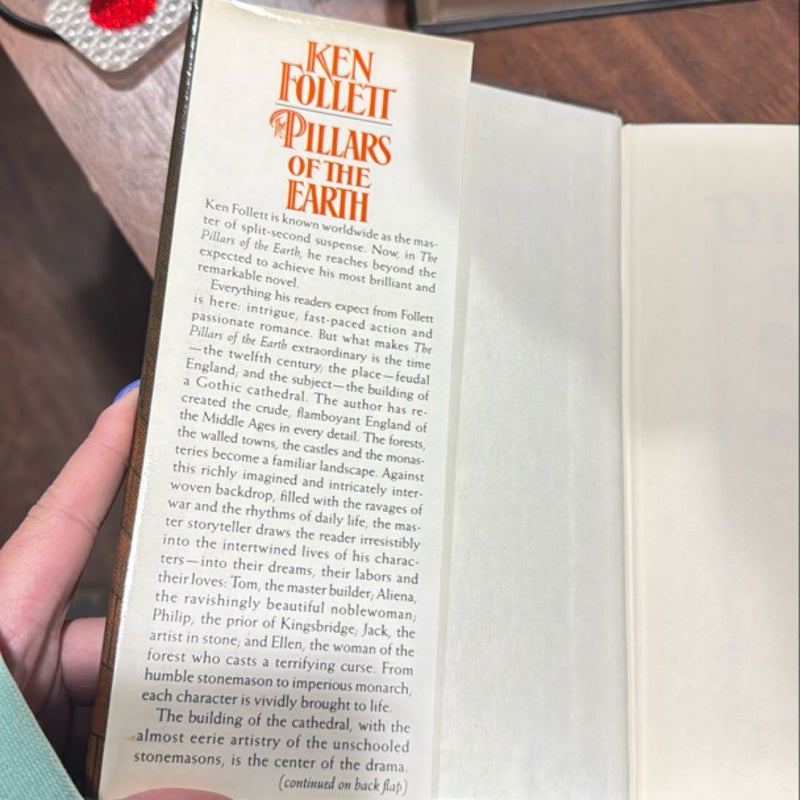 KEN
FOLLETT
The PILLARS
OF THE
EARTH
Ken Follett is known worldwide as the mas-
ter of split-second suspense. Now, in The
Pillars of the Earth, he reaches beyond the
expected to achieve his most brilliant and
remarkable novel.
Everything his readers expect from Follett
is here: intrigue, fast-paced action and
passionate romance. But what makes The
Pillars of the Earth extraordinary is the time
—the twelfth century; the place—feudal
England; and the subject—the building of
a Gothic cathedral. The author has re-
created the crude, flamboyant England of
the Middle Ages in every detail. The forests,
the walled towns, the castles and the monas-
teries become a familiar landscape. Against
this richly imagined and intricately inter-
woven backdrop, filled with the ravages of
war and the rhythms of daily life, the mas-
ter storyteller draws the reader irresistibly
into the intertwined lives of his charac-
ters—into their dreams, their labors and
their loves: Tom, the master builder; Aliena,
the ravishingly beautiful noblewoman;
Philip, the prior of Kingsbridge; Jack, the
artist in stone; and Ellen, the woman of the
forest who casts a terrifying curse. From
humble stonemason to imperious monarch,
each character is vividly brought to life.
The building of the cathedral, with the
almost eerie artistry of the unschooled
stonemasons, is the center of the drama.
(continued on back flap)